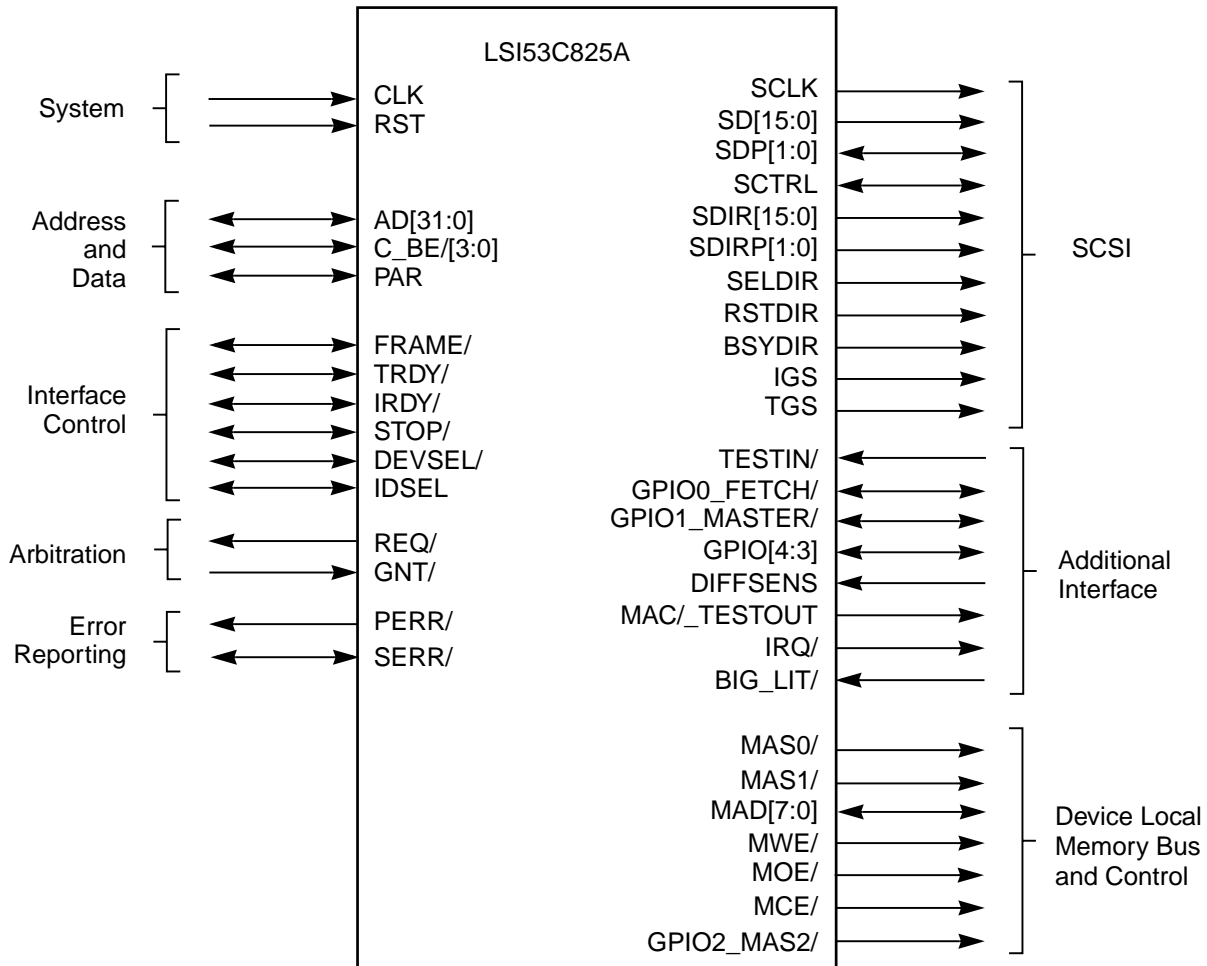 LSI53C825A
System
CLK
RST
Address
and
Data
AD[31:0]
C_BE/[3:0]
PAR
Interface
Control
FRAME/
TRDY/
IRDY/
STOP/
DEVSEL/
IDSEL
Arbitration
REQ/
GNT/
Error
Reporting
PERR/
SERR/
SCLK
SD[15:0]
SDP[1:0]
SCTRL
SDIR[15:0]
SDIRP[1:0]
SELDIR
RSTDIR
BSYDIR
IGS
TGS
SCSI
TESTIN/
GPIO0_FETCH/
GPIO1_MASTER/
GPIO[4:3]
DIFFSENS
MAC/_TESTOUT
IRQ/
BIG_LIT/
Additional
Interface
MAS0/
MAS1/
MAD[7:0]
MWE/
MOE/
MCE/
GPIO2_MAS2/
Device Local
Memory Bus
and Control